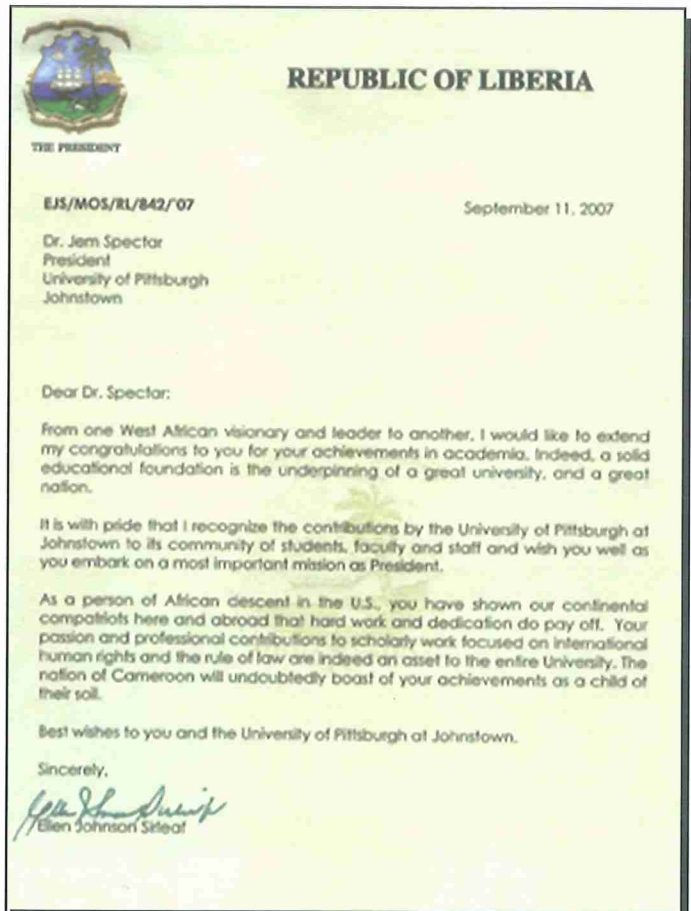 REPUBLIC OF LIBERIA
THE PRESIDENT
EJS/MOS/RL/842/'07
September 11, 2007
Dr. Jem Spectar
President
University of Pittsburgh
Johnstown
Dear Dr. Spectar:
From one West African visionary and leader to another, I would like to extend
my congratulations to you for your achievements in academia. Indeed, a solid
educational foundation is the underpinning of a great university, and a great
nation.
It is with pride that I recognize the contributions by the University of Pittsburgh at
Johnstown to its community of students, faculty and staff and wish you well as
you embark on a most important mission as President.
As a person of African descent in the U.S., you have shown our continental
compatriots here and abroad that hard work and dedication do pay off. Your
passion and professional contributions to scholarly work focused on international
human rights and the rule of law are indeed an asset to the entire University. The
nation of Cameroon will undoubtedly boast of your achievements as a child of
their soil.
Best wishes to you and the University of Pittsburgh at Johnstown.
Sincerely,
Ellen Johnson Sirleaf